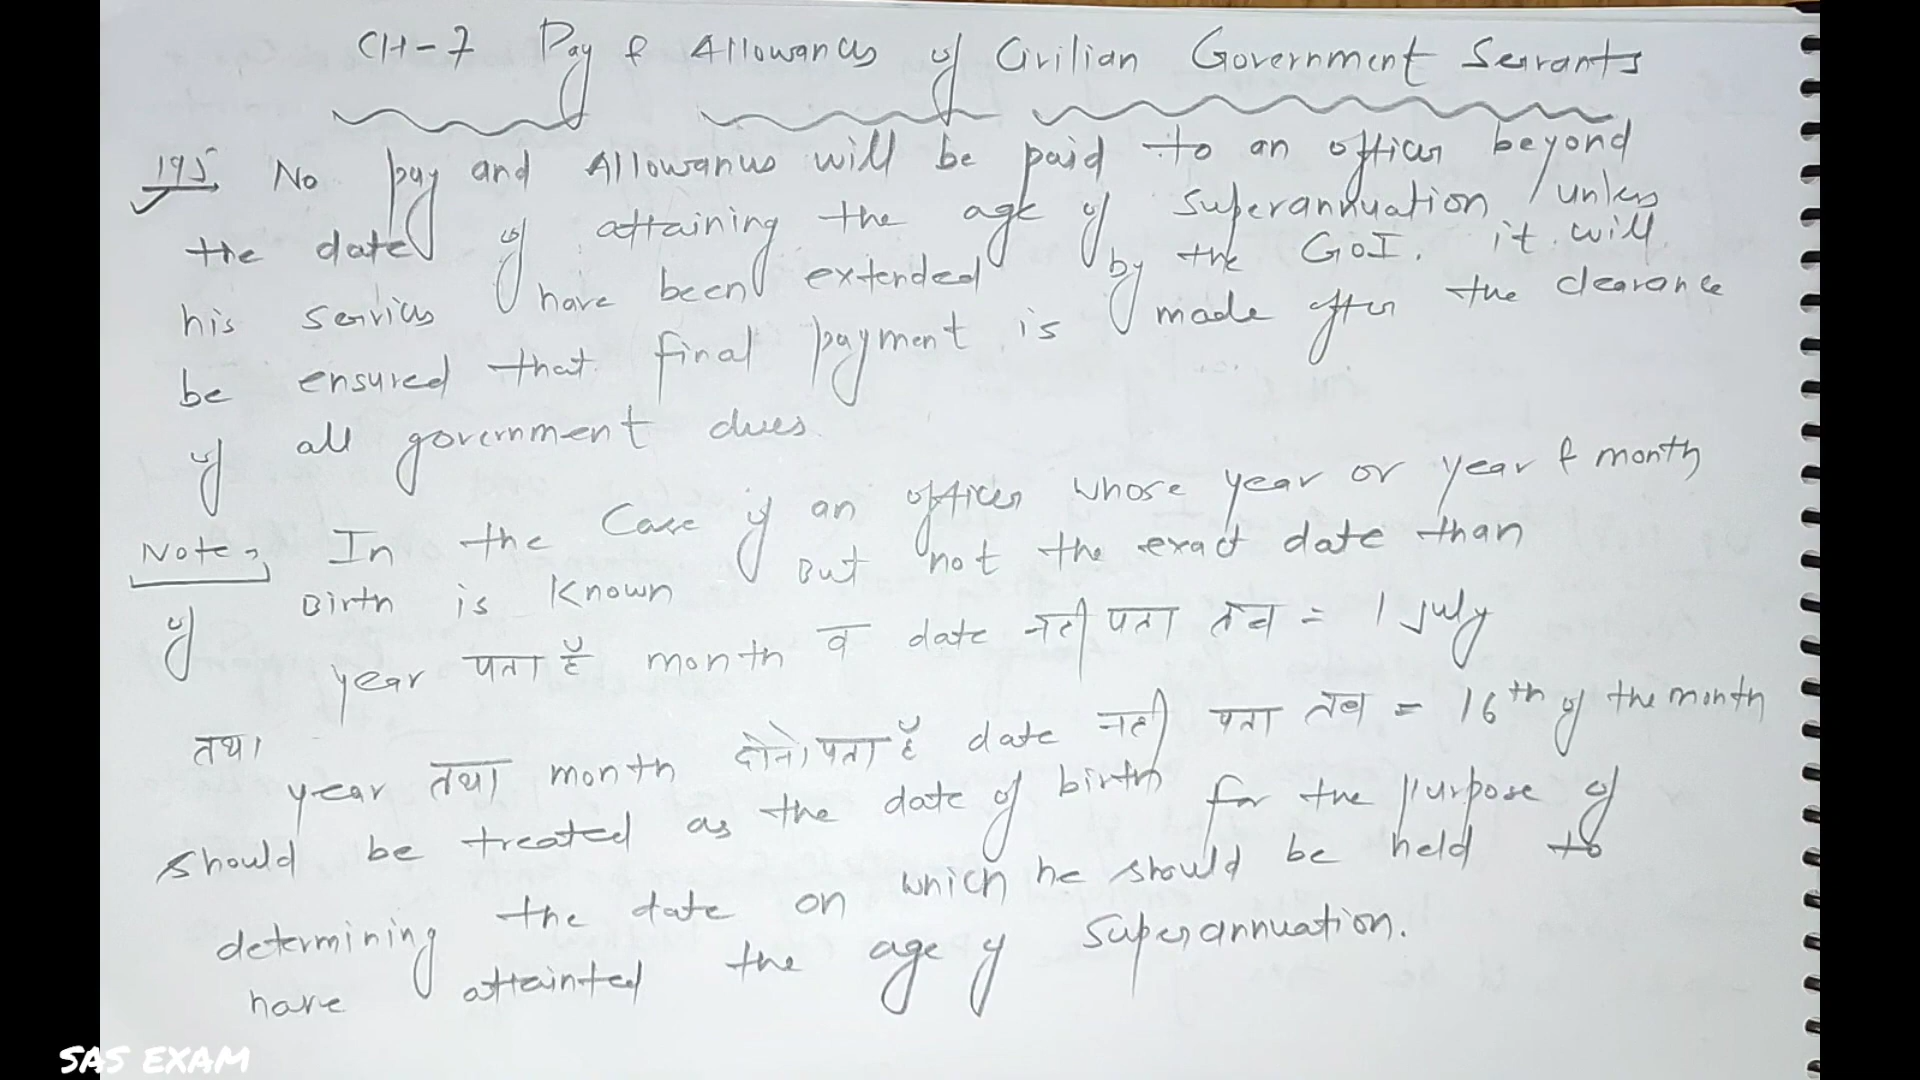 CH-7 Pay & Allowances of Civilian Government Servants
195 No pay and Allowances will be paid to an officer beyond
the date of attaining the age of superannuation, unless
his services have been extended by the GOI. it will
be ensured that final payment is made after the clearance
of all government dues.
Note→ In the Case of an officer whose year or year & month
of Birth is known But not the exact date than
year पता है month व date नही पता तब = 1 July
तथा
year तथा month दोनो पता है date नही पता तब = 16th of the month
should be treated as the date of birth for the purpose of
determining the date on which he should be held to
have attainted the age of superannuation.
SAS EXAM